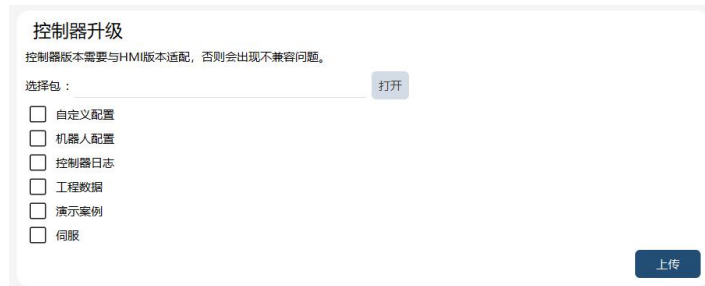 控制器升级
控制器版本需要与HMI版本适配，否则会出现不兼容问题。
选择包： 打开
自定义配置
机器人配置
控制器日志
工程数据
演示案例
伺服
上传